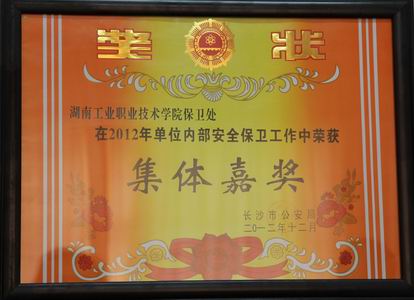 奖状
湖南工业职业技术学院保卫处
在2012年单位内部安全保卫工作中荣获
集体嘉奖
长沙市公安局
二〇一二年十二月